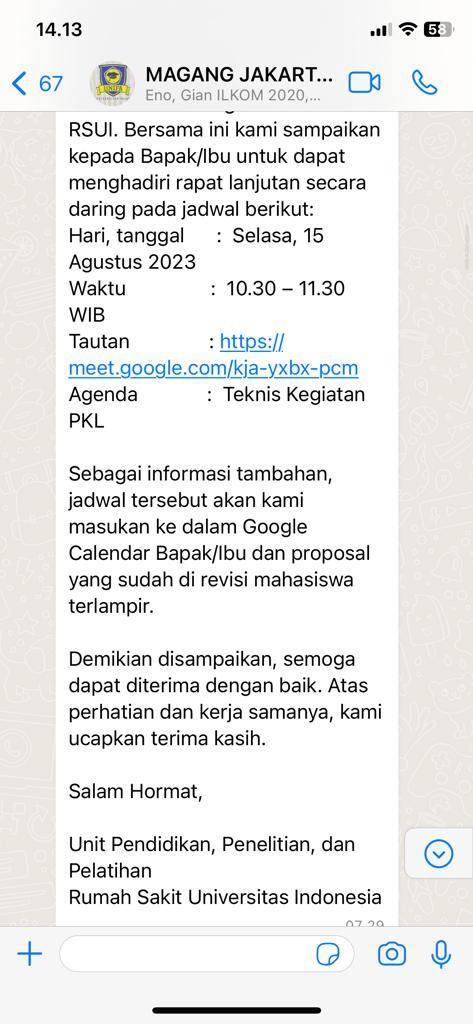 14.13
58
67
MAGANG JAKART...
Eno, Gian ILKOM 2020,...
RSUI. Bersama ini kami sampaikan
kepada Bapak/Ibu untuk dapat
menghadiri rapat lanjutan secara
daring pada jadwal berikut:
Hari, tanggal : Selasa, 15
Agustus 2023
Waktu : 10.30 – 11.30
WIB
Tautan : https://
meet.google.com/kja-yxbx-pcm
Agenda : Teknis Kegiatan
PKL
Sebagai informasi tambahan,
jadwal tersebut akan kami
masukan ke dalam Google
Calendar Bapak/Ibu dan proposal
yang sudah di revisi mahasiswa
terlampir.
Demikian disampaikan, semoga
dapat diterima dengan baik. Atas
perhatian dan kerja samanya, kami
ucapkan terima kasih.
Salam Hormat,
Unit Pendidikan, Penelitian, dan
Pelatihan
Rumah Sakit Universitas Indonesia
07.29